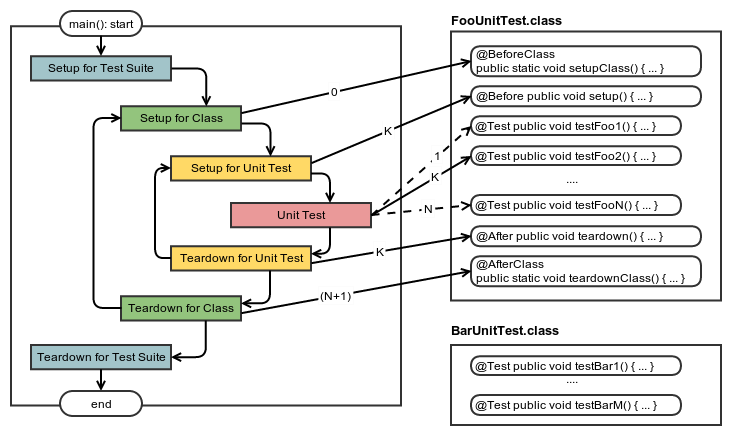 main(): start
Setup for Test Suite
Setup for Class
Setup for Unit Test
Unit Test
Teardown for Unit Test
Teardown for Class
Teardown for Test Suite
end
0
K
1
K
N
K
(N+1)
FooUnitTest.class
@BeforeClass
public static void setupClass() { ... }
@Before public void setup() { ... }
@Test public void testFoo1() { ... }
@Test public void testFoo2() { ... }
....
@Test public void testFooN() { ... }
@After public void teardown() { ... }
@AfterClass
public static void teardownClass() { ... }
BarUnitTest.class
@Test public void testBar1() { ... }
....
@Test public void testBarM() { ... }